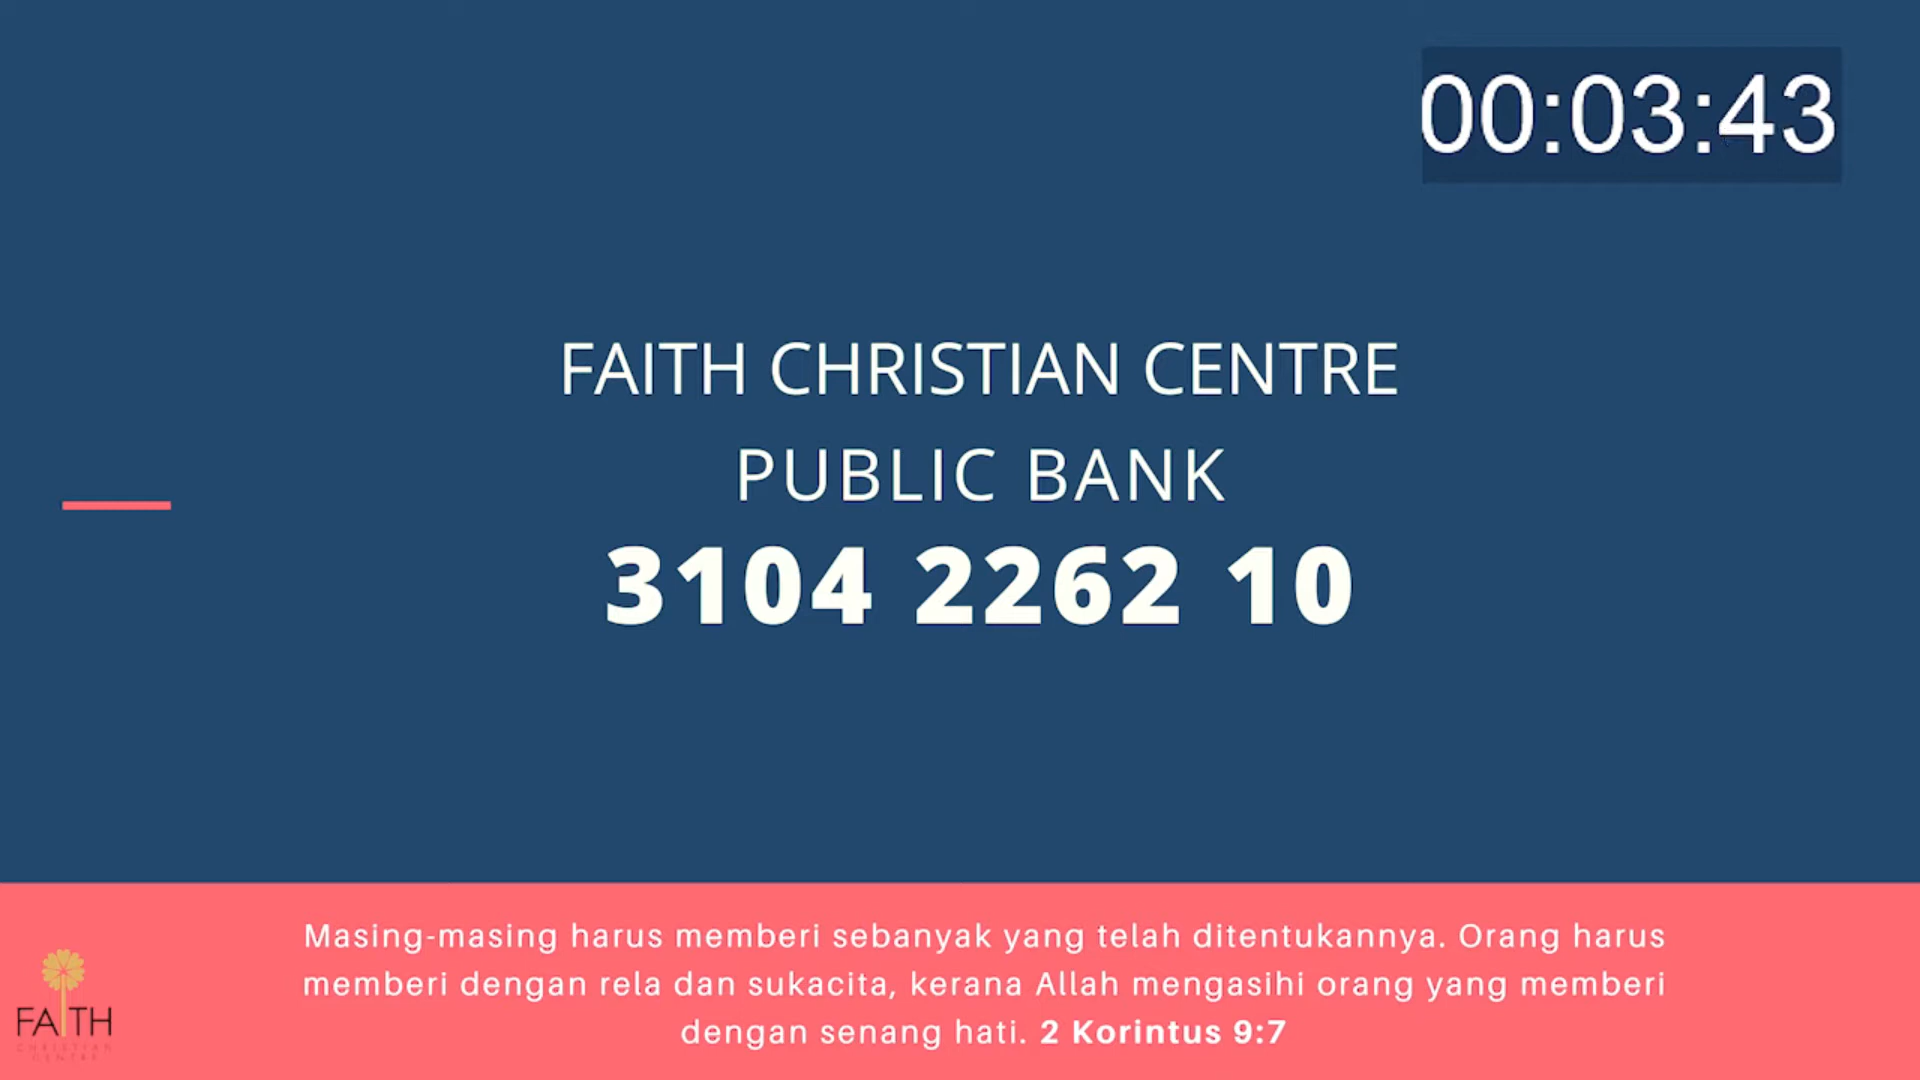 00:03:43
FAITH CHRISTIAN CENTRE
PUBLIC BANK
3104 2262 10
Masing-masing harus memberi sebanyak yang telah ditentukannya. Orang harus
memberi dengan rela dan sukacita, kerana Allah mengasihi orang yang memberi
dengan senang hati. 2 Korintus 9:7
FAITH
CHRISTIAN
CENTRE